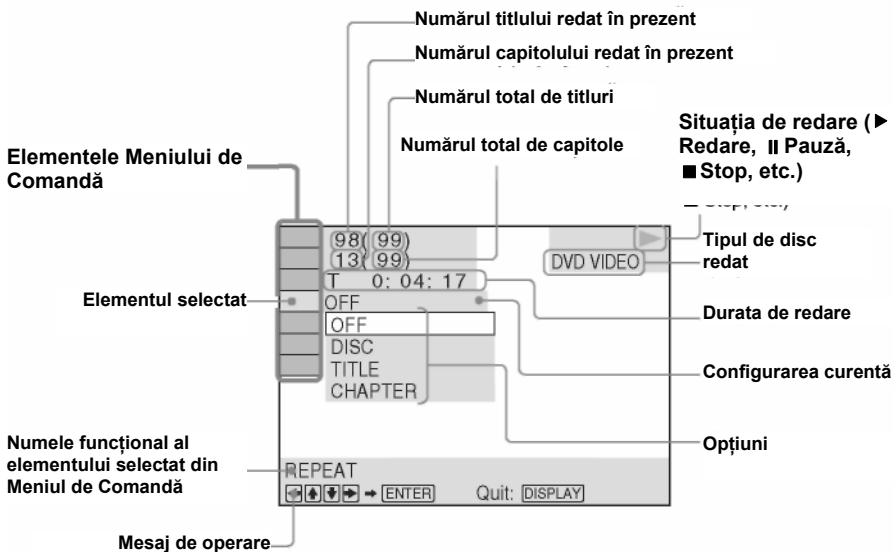 Numărul titlului redat în prezent
Numărul capitolului redat în prezent
Numărul total de titluri
Numărul total de capitole
Situația de redare (▶
Redare, ⏸ Pauză,
■ Stop, etc.)
Elementele Meniului de
Comandă
98( 99)
13( 99)
T 0: 04: 17
OFF
OFF
DISC
TITLE
CHAPTER
DVD VIDEO
Tipul de disc
redat
Elementul selectat
Durata de redare
Configurarea curentă
Opțiuni
Numele funcțional al
elementului selectat din
Meniul de Comandă
REPEAT
ENTER Quit: DISPLAY
Mesaj de operare